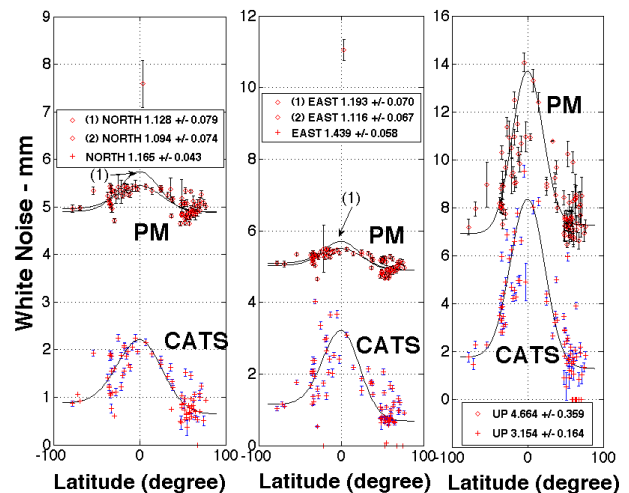 9
8
7
6
5
4
3
2
1
0
-100
0
100
White Noise - mm
Latitude (degree)
(1) NORTH 1.128 +/- 0.079
(2) NORTH 1.094 +/- 0.074
NORTH 1.165 +/- 0.043
(1)
PM
CATS
12
10
8
6
4
2
0
-100
0
100
Latitude (degree)
(1) EAST 1.193 +/- 0.070
(2) EAST 1.116 +/- 0.067
EAST 1.439 +/- 0.058
(1)
PM
CATS
16
14
12
10
8
6
4
2
0
-100
0
100
Latitude (degree)
PM
CATS
UP 4.664 +/- 0.359
UP 3.154 +/- 0.164